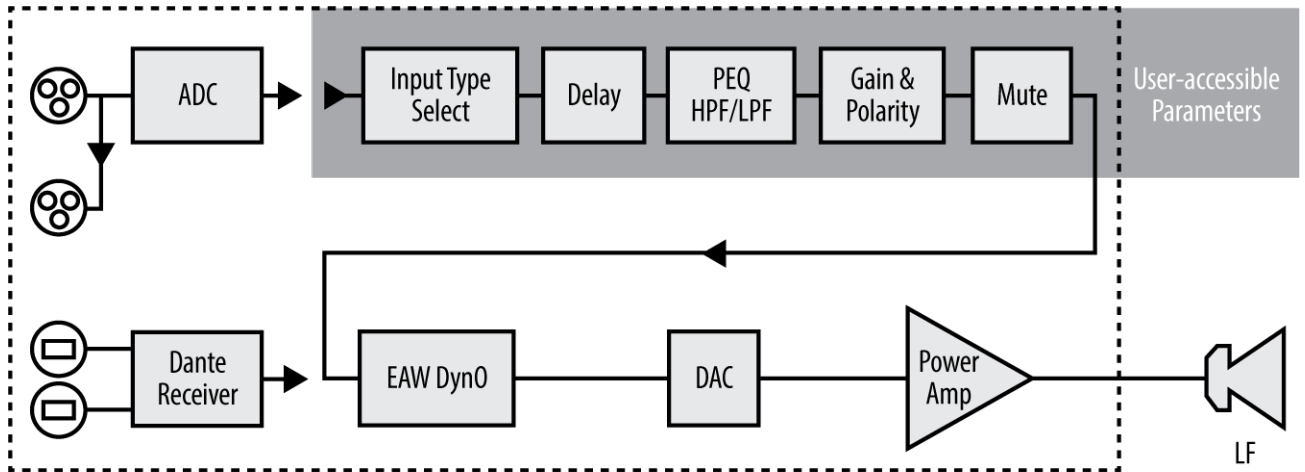 ADC
Input Type
Select
Delay
PEQ
HPF/LPF
Gain &
Polarity
Mute
User-accessible
Parameters
Dante
Receiver
EAW DynO
DAC
Power
Amp
LF